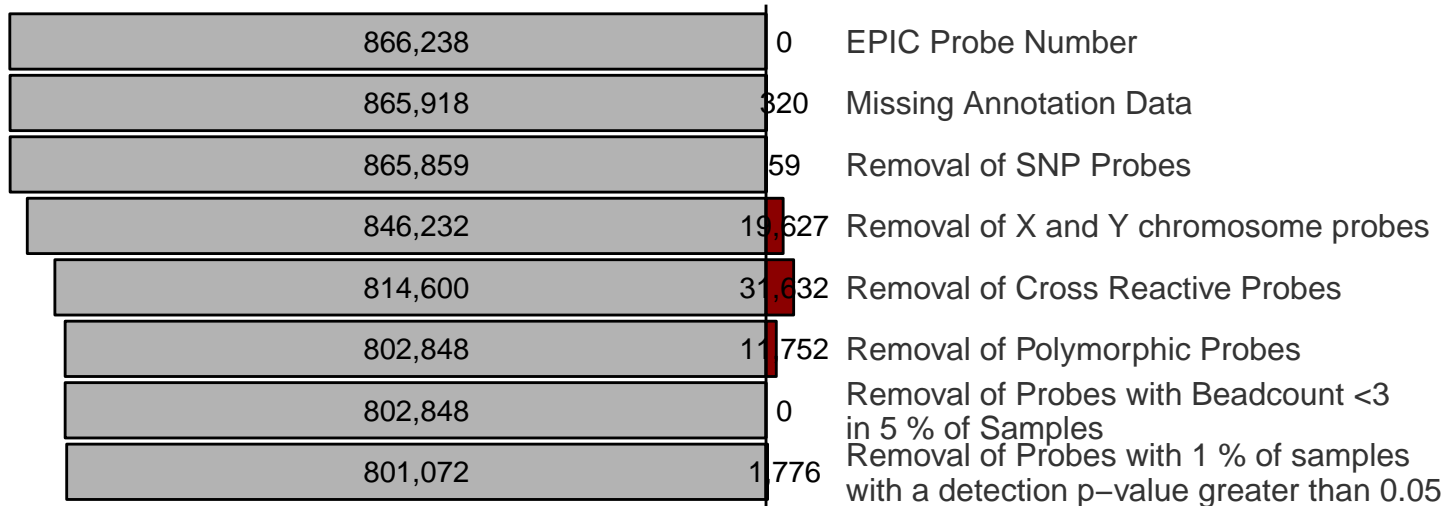 866,238 0 EPIC Probe Number
865,918 320 Missing Annotation Data
865,859 59 Removal of SNP Probes
846,232 19,627 Removal of X and Y chromosome probes
814,600 31,632 Removal of Cross Reactive Probes
802,848 11,752 Removal of Polymorphic Probes
802,848 0 Removal of Probes with Beadcount <3
in 5 % of Samples
801,072 1,776 Removal of Probes with 1 % of samples
with a detection p−value greater than 0.05